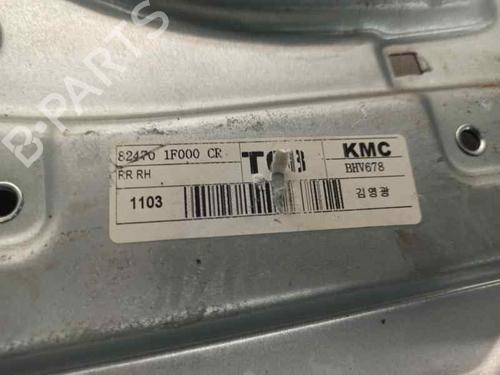 B-PARTS
82470 1F000 CR
RR RH
KMC
BHV678
1103
김영광